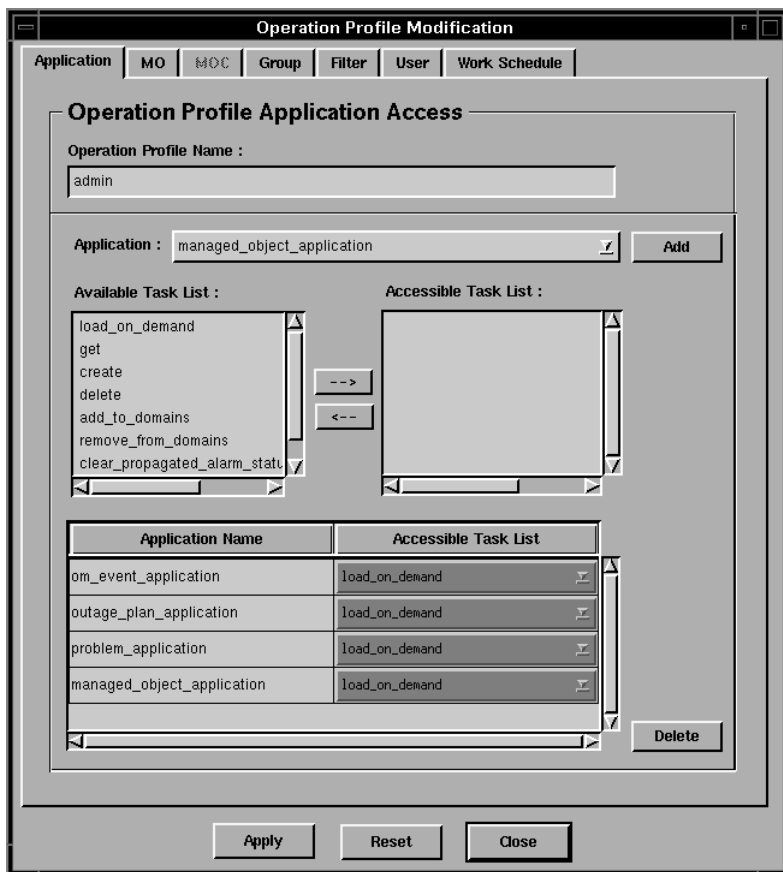 Operation Profile Modification
Application MO MOC Group Filter User Work Schedule
Operation Profile Application Access
Operation Profile Name :
admin
Application : managed_object_application Add
Available Task List : Accessible Task List :
load_on_demand
get
create
delete
add_to_domains
remove_from_domains
clear_propagated_alarm_statu
-->
<--
Application Name Accessible Task List
om_event_application load_on_demand
outage_plan_application load_on_demand
problem_application load_on_demand
managed_object_application load_on_demand
Delete
Apply Reset Close